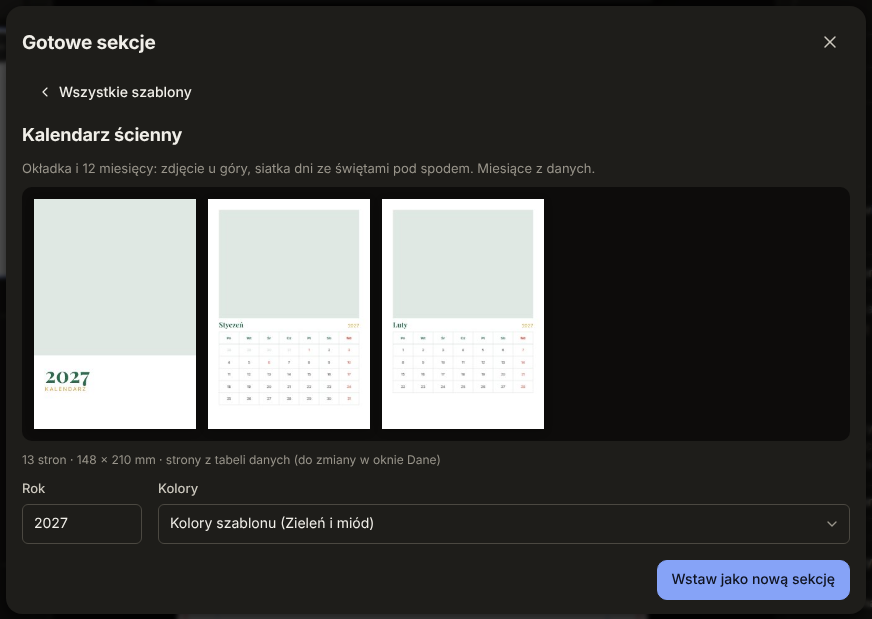 Gotowe sekcje
Wszystkie szablony
Kalendarz ścienny
Okładka i 12 miesięcy: zdjęcie u góry, siatka dni ze świętami pod spodem. Miesiące z danych.
2027
KALENDARZ
Styczeń 2027
Luty 2027
13 stron · 148 × 210 mm · strony z tabeli danych (do zmiany w oknie Dane)
Rok
Kolory
2027
Kolory szablonu (Zieleń i miód)
Wstaw jako nową sekcję